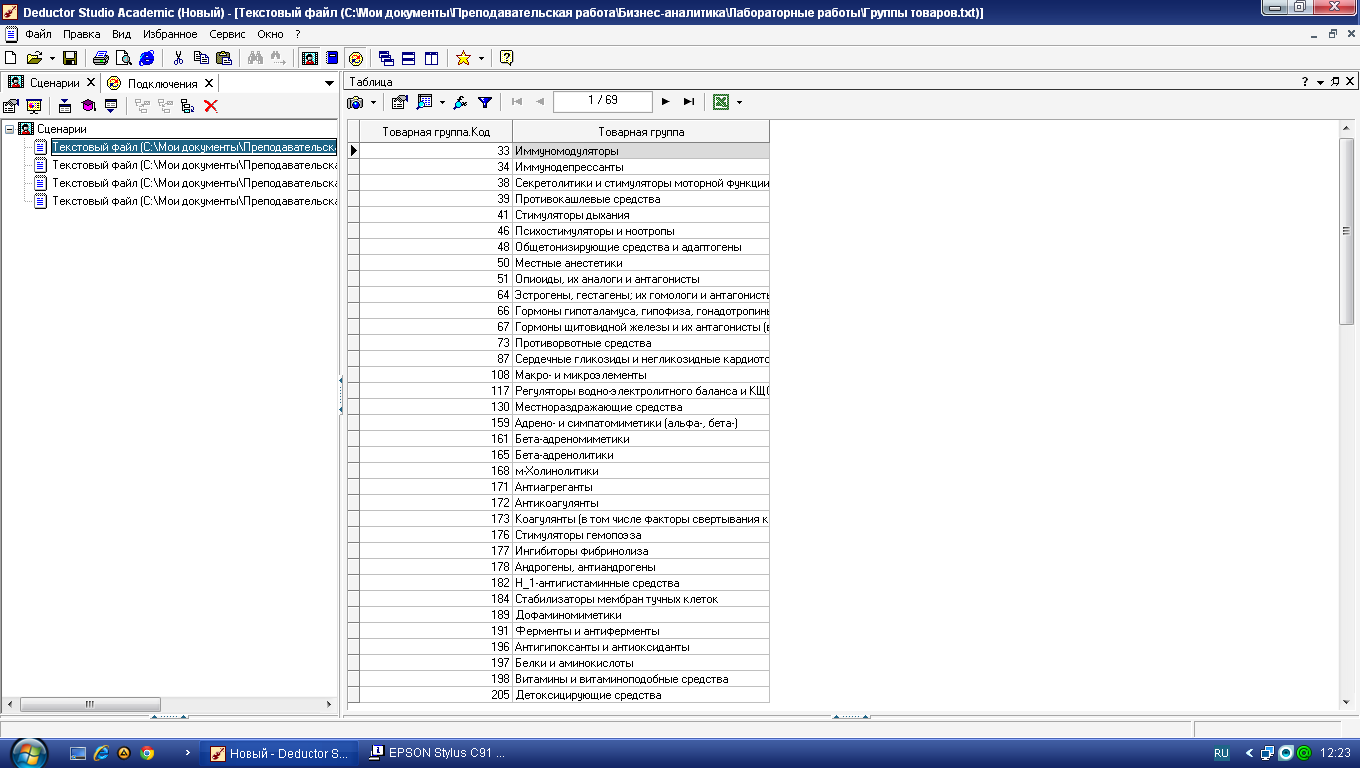 Deductor Studio Academic (Новый) - [Текстовый файл (C:\Мои документы\Преподавательская работа\Бизнес-аналитика\Лабораторные работы\Группы товаров.txt)]
Файл Правка Вид Избранное Сервис Окно ?
Сценарии Подключения
Таблица
1 / 69
Сценарии
Текстовый файл (C:\Мои документы\Преподавательска
Текстовый файл (C:\Мои документы\Преподавательска
Текстовый файл (C:\Мои документы\Преподавательска
Текстовый файл (C:\Мои документы\Преподавательска
Товарная группа.Код Товарная группа
33 Иммуномодуляторы
34 Иммунодепрессанты
38 Секретолитики и стимуляторы моторной функции
39 Противокашлевые средства
41 Стимуляторы дыхания
46 Психостимуляторы и ноотропы
48 Общетонизирующие средства и адаптогены
50 Местные анестетики
51 Опиоиды, их аналоги и антагонисты
64 Эстрогены, гестагены; их гомологи и антагонисты
66 Гормоны гипоталамуса, гипофиза, гонадотропины
67 Гормоны щитовидной железы и их антагонисты (в
73 Противорвотные средства
87 Сердечные гликозиды и негликозидные кардиото
108 Макро- и микроэлементы
117 Регуляторы водно-электролитного баланса и КЩС
130 Местнораздражающие средства
159 Адрено- и симпатомиметики (альфа-, бета-)
161 Бета-адреномиметики
165 Бета-адренолитики
168 м-Холинолитики
171 Антиагреганты
172 Антикоагулянты
173 Коагулянты (в том числе факторы свертывания к
176 Стимуляторы гемопоэза
177 Ингибиторы фибринолиза
178 Андрогены, антиандрогены
182 H_1-антигистаминные средства
184 Стабилизаторы мембран тучных клеток
189 Дофаминомиметики
191 Ферменты и антиферменты
196 Антигипоксанты и антиоксиданты
197 Белки и аминокислоты
198 Витамины и витаминоподобные средства
205 Детоксицирующие средства
Новый - Deductor S... EPSON Stylus C91 ... RU 12:23